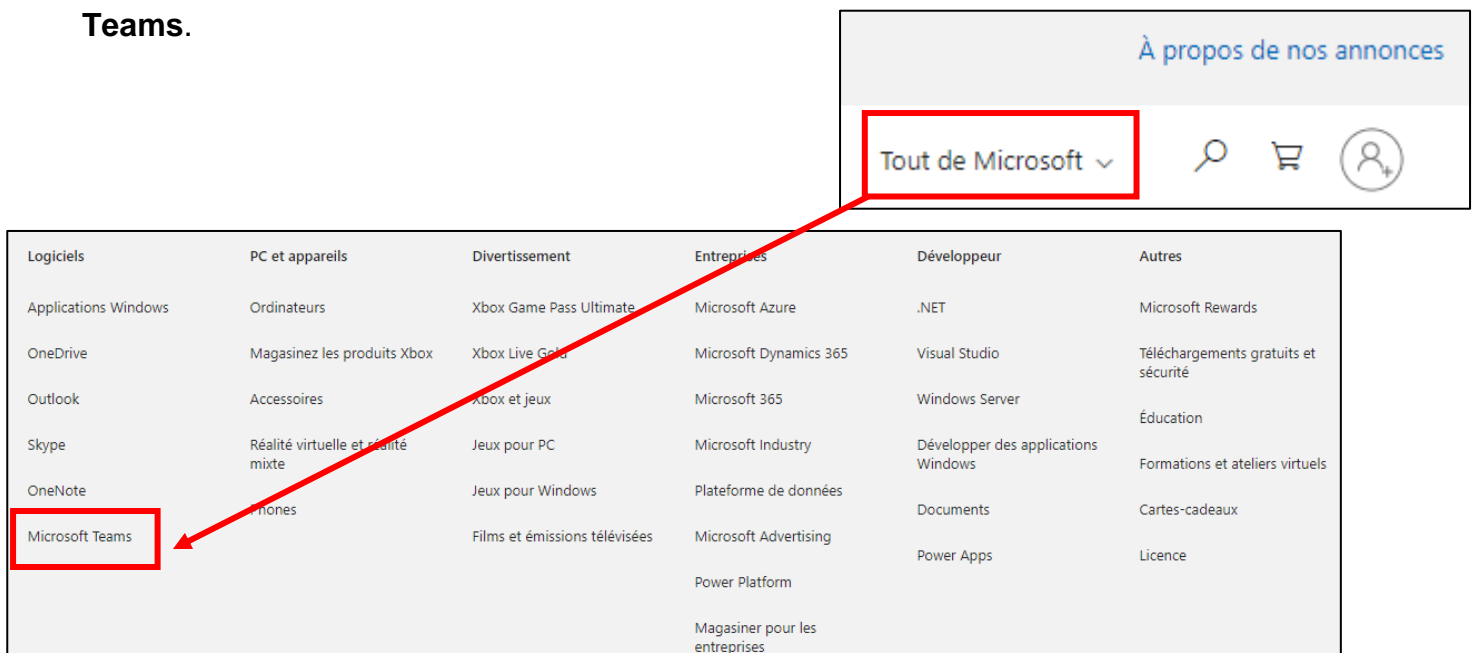 Teams.
À propos de nos annonces
Tout de Microsoft
Logiciels
Applications Windows
OneDrive
Outlook
Skype
OneNote
Microsoft Teams
PC et appareils
Ordinateurs
Magasinez les produits Xbox
Accessoires
Réalité virtuelle et réalité
mixte
Phones
Divertissement
Xbox Game Pass Ultimate
Xbox Live Gold
Xbox et jeux
Jeux pour PC
Jeux pour Windows
Films et émissions télévisées
Entreprises
Microsoft Azure
Microsoft Dynamics 365
Microsoft 365
Microsoft Industry
Plateforme de données
Microsoft Advertising
Power Platform
Magasiner pour les
entreprises
Développeur
.NET
Visual Studio
Windows Server
Développer des applications
Windows
Documents
Power Apps
Autres
Microsoft Rewards
Téléchargements gratuits et
sécurité
Éducation
Formations et ateliers virtuels
Cartes-cadeaux
Licence